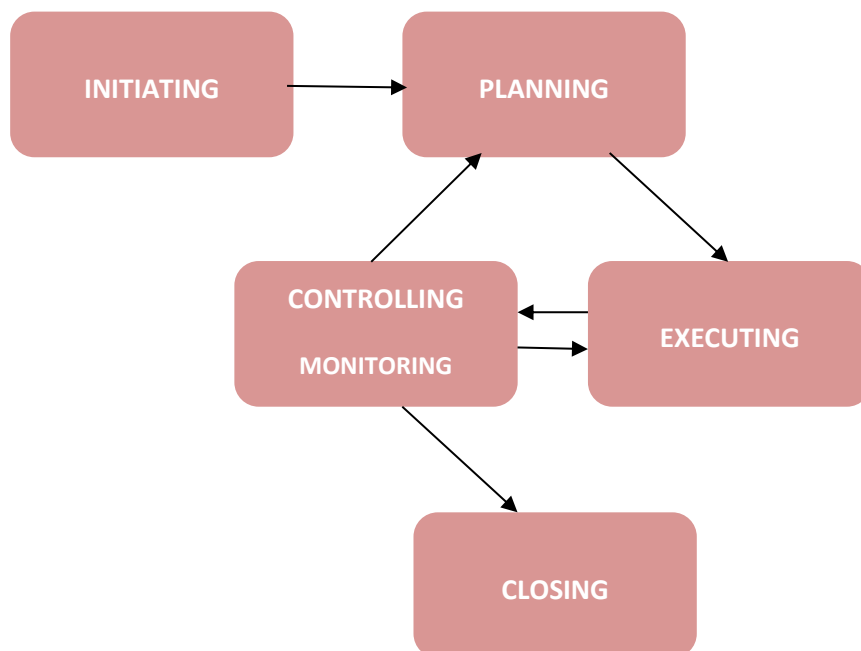 INITIATING
PLANNING
CONTROLLING
MONITORING
EXECUTING
CLOSING